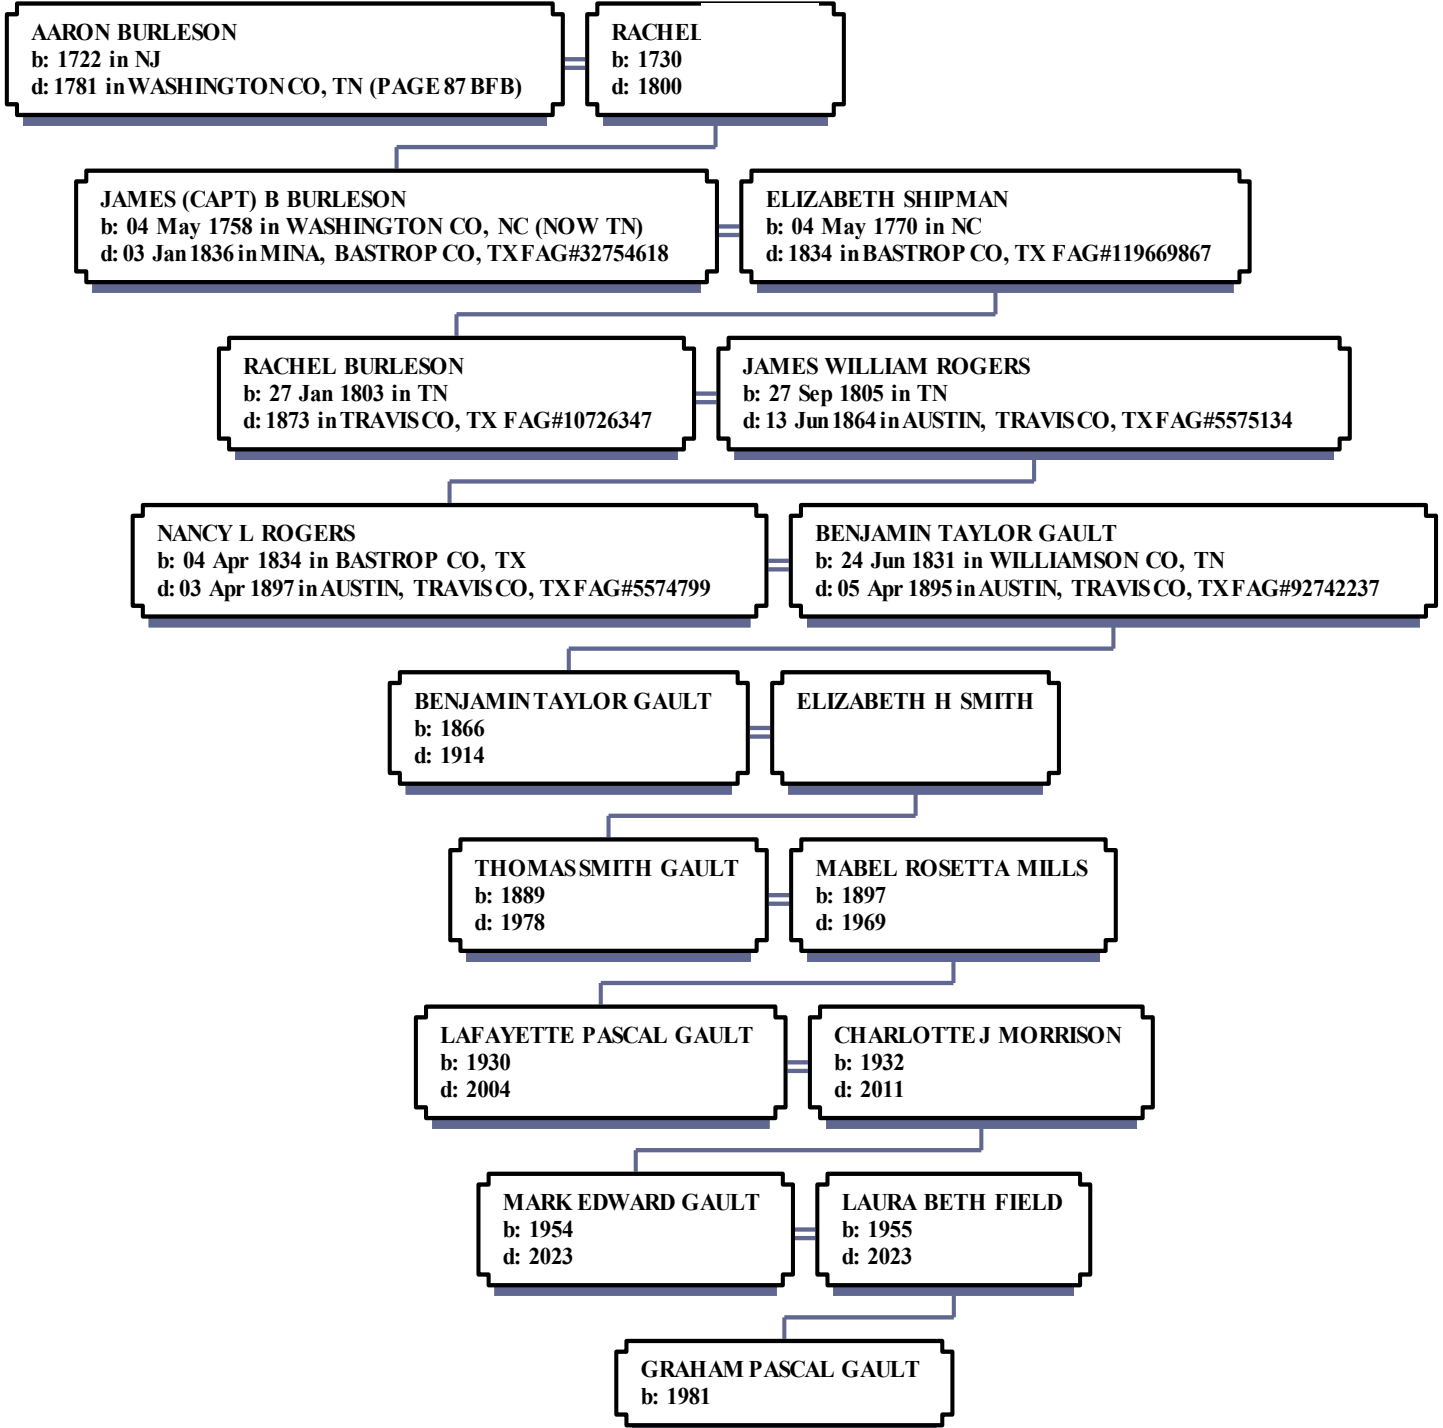 AARON BURLESON
b: 1722 in NJ
d: 1781 in WASHINGTON CO, TN (PAGE 87 BFB)
RACHEL
b: 1730
d: 1800
JAMES (CAPT) B BURLESON
b: 04 May 1758 in WASHINGTON CO, NC (NOW TN)
d: 03 Jan 1836 in MINA, BASTROP CO, TX FAG#32754618
ELIZABETH SHIPMAN
b: 04 May 1770 in NC
d: 1834 in BASTROP CO, TX FAG#119669867
RACHEL BURLESON
b: 27 Jan 1803 in TN
d: 1873 in TRAVIS CO, TX FAG#10726347
JAMES WILLIAM ROGERS
b: 27 Sep 1805 in TN
d: 13 Jun 1864 in AUSTIN, TRAVIS CO, TX FAG#5575134
NANCY L ROGERS
b: 04 Apr 1834 in BASTROP CO, TX
d: 03 Apr 1897 in AUSTIN, TRAVIS CO, TX FAG#5574799
BENJAMIN TAYLOR GAULT
b: 24 Jun 1831 in WILLIAMSON CO, TN
d: 05 Apr 1895 in AUSTIN, TRAVIS CO, TX FAG#92742237
BENJAMIN TAYLOR GAULT
b: 1866
d: 1914
ELIZABETH H SMITH
THOMAS SMITH GAULT
b: 1889
d: 1978
MABEL ROSETTA MILLS
b: 1897
d: 1969
LAFAYETTE PASCAL GAULT
b: 1930
d: 2004
CHARLOTTE J MORRISON
b: 1932
d: 2011
MARK EDWARD GAULT
b: 1954
d: 2023
LAURA BETH FIELD
b: 1955
d: 2023
GRAHAM PASCAL GAULT
b: 1981